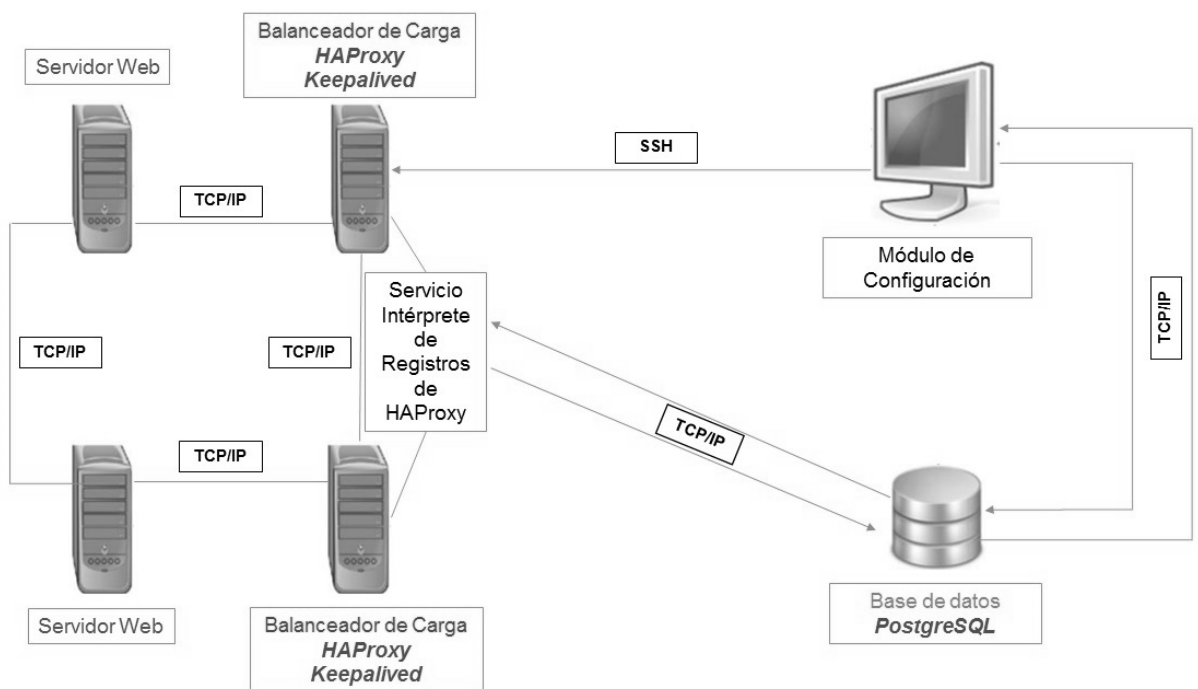 Balanceador de Carga
HAProxy
Keepalived
Servidor Web
SSH
TCP/IP
Módulo de
Configuración
Servicio
Intérprete
de
Registros
de
HAProxy
TCP/IP
TCP/IP
TCP/IP
TCP/IP
TCP/IP
Base de datos
PostgreSQL
Servidor Web
Balanceador de Carga
HAProxy
Keepalived